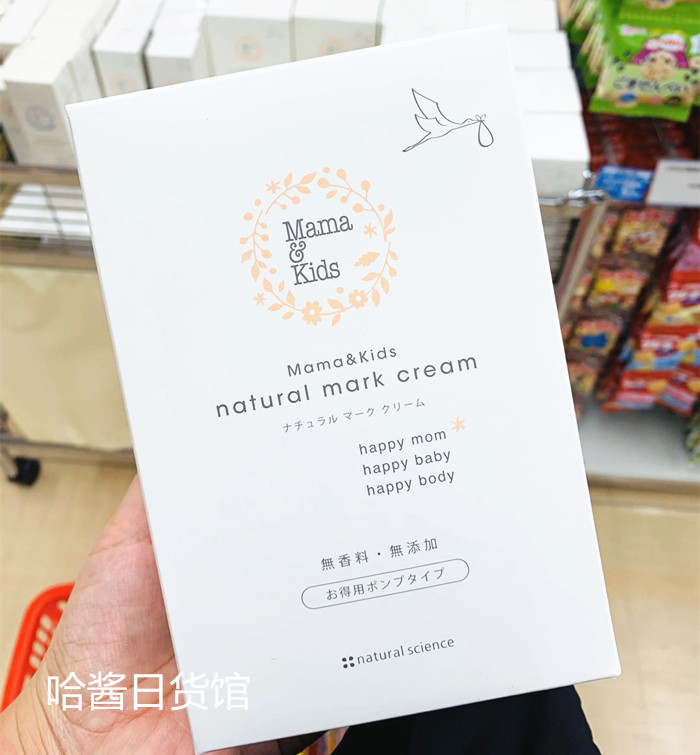 Mama
&
Kids
Mama&Kids
natural mark cream
ナチュラル マーク クリーム
happy mom
happy baby
happy body
無香料・無添加
お得用ポンプタイプ
natural science
哈酱日货馆